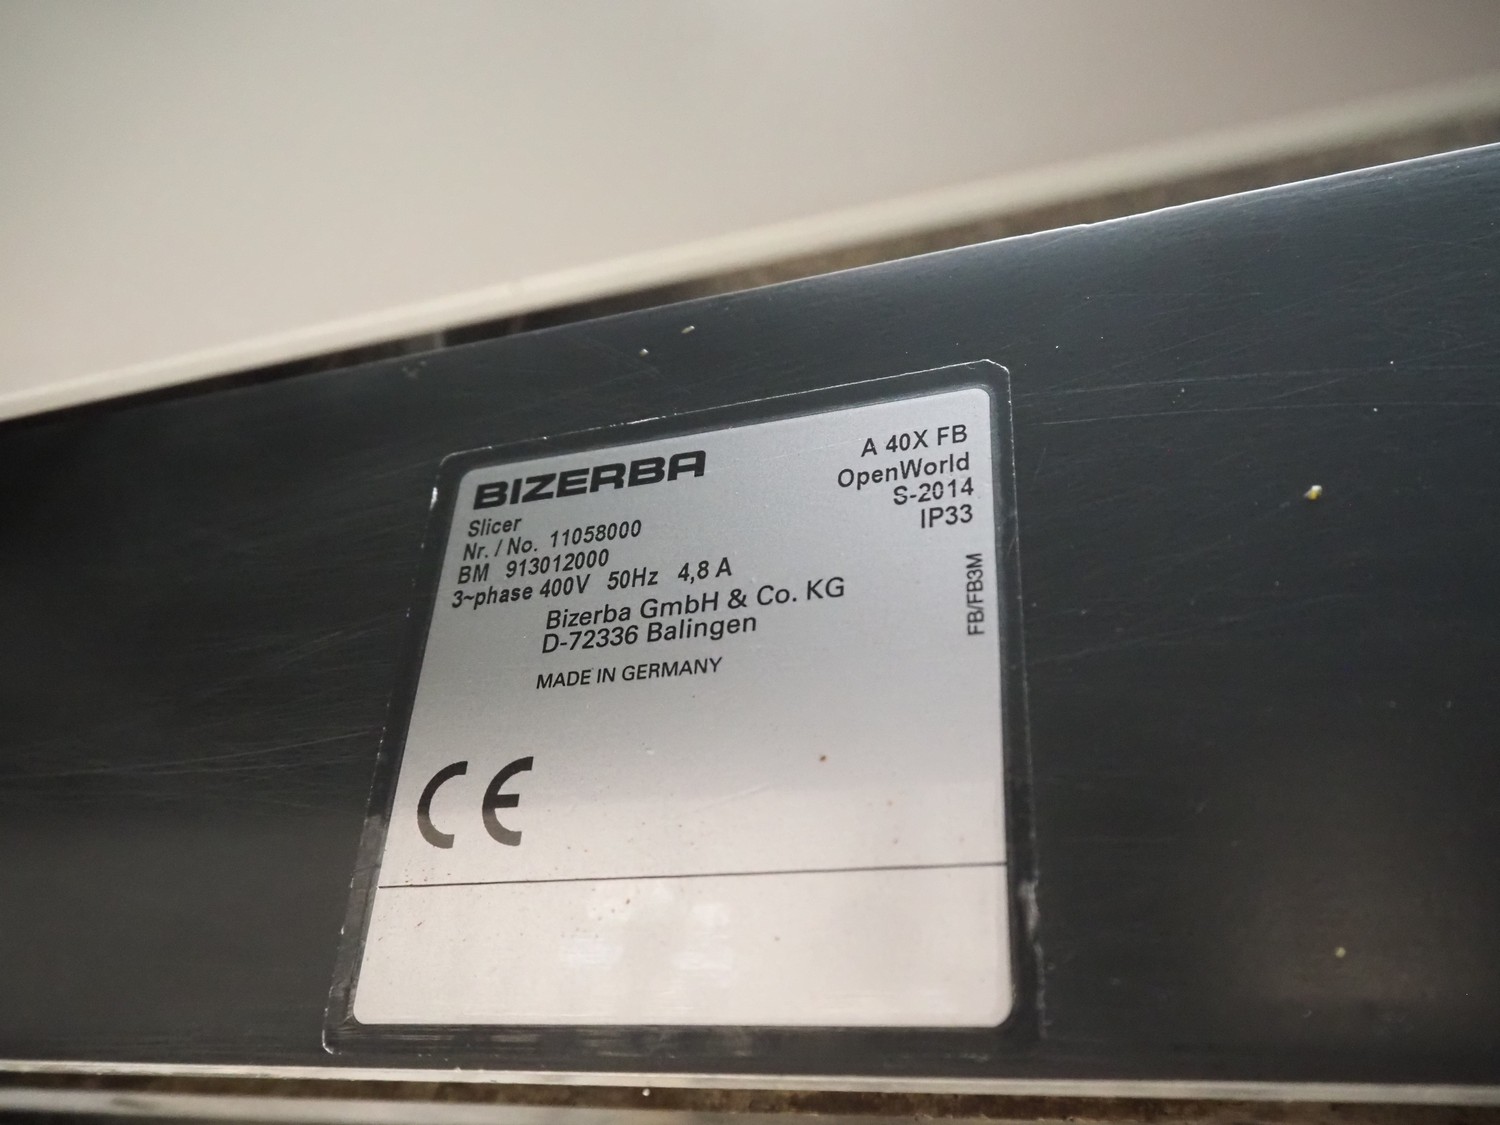 BIZERBA
Slicer
Nr. / No. 11058000
BM 913012000
3~phase 400V 50Hz 4,8 A
Bizerba GmbH & Co. KG
D-72336 Balingen
MADE IN GERMANY
A 40X FB
OpenWorld
S-2014
IP33
FB/FB3M
CE